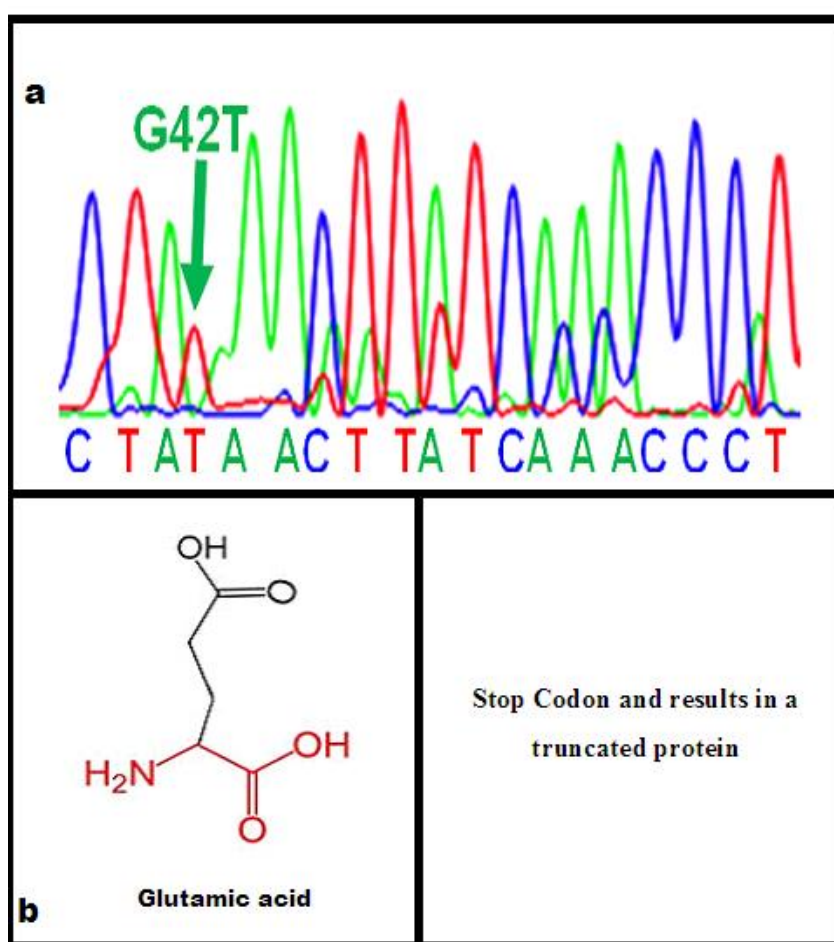 a
G42T
C T A T A A C T T A T C A A A C C C T
OH
O
H₂N
OH
O
Glutamic acid
b
Stop Codon and results in a
truncated protein